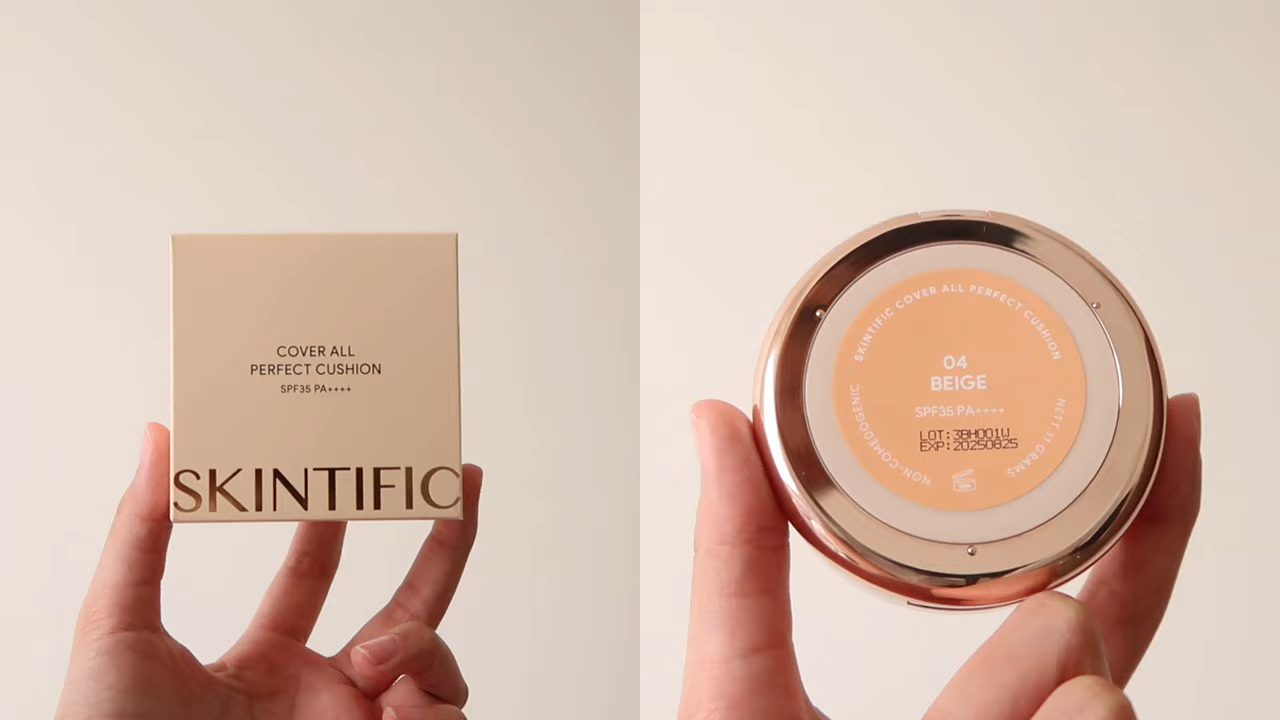 COVER ALL
PERFECT CUSHION
SPF35 PA++++
SKINTIFIC
SKINTIFIC COVER ALL PERFECT CUSHION
04
BEIGE
SPF35 PA++++
LOT:3BH001W
EXP:20250825
NETT 11 GRAMS
NON-COMEDOGENIC